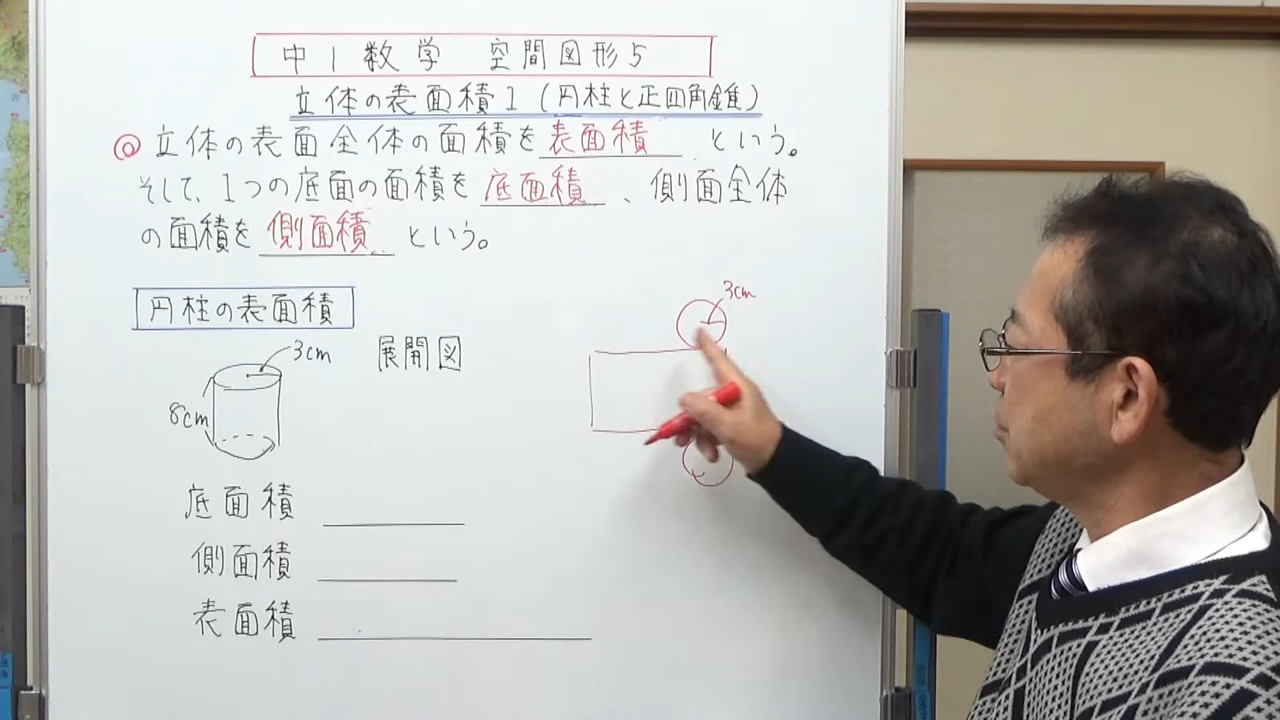 中1数学 空間図形5
立体の表面積1(円柱と正四角錐)
◎立体の表面全体の面積を表面積という。
そして、1つの底面の面積を底面積、側面全体
の面積を側面積という。
円柱の表面積
3cm
3cm
展開図
8cm
底面積
側面積
表面積